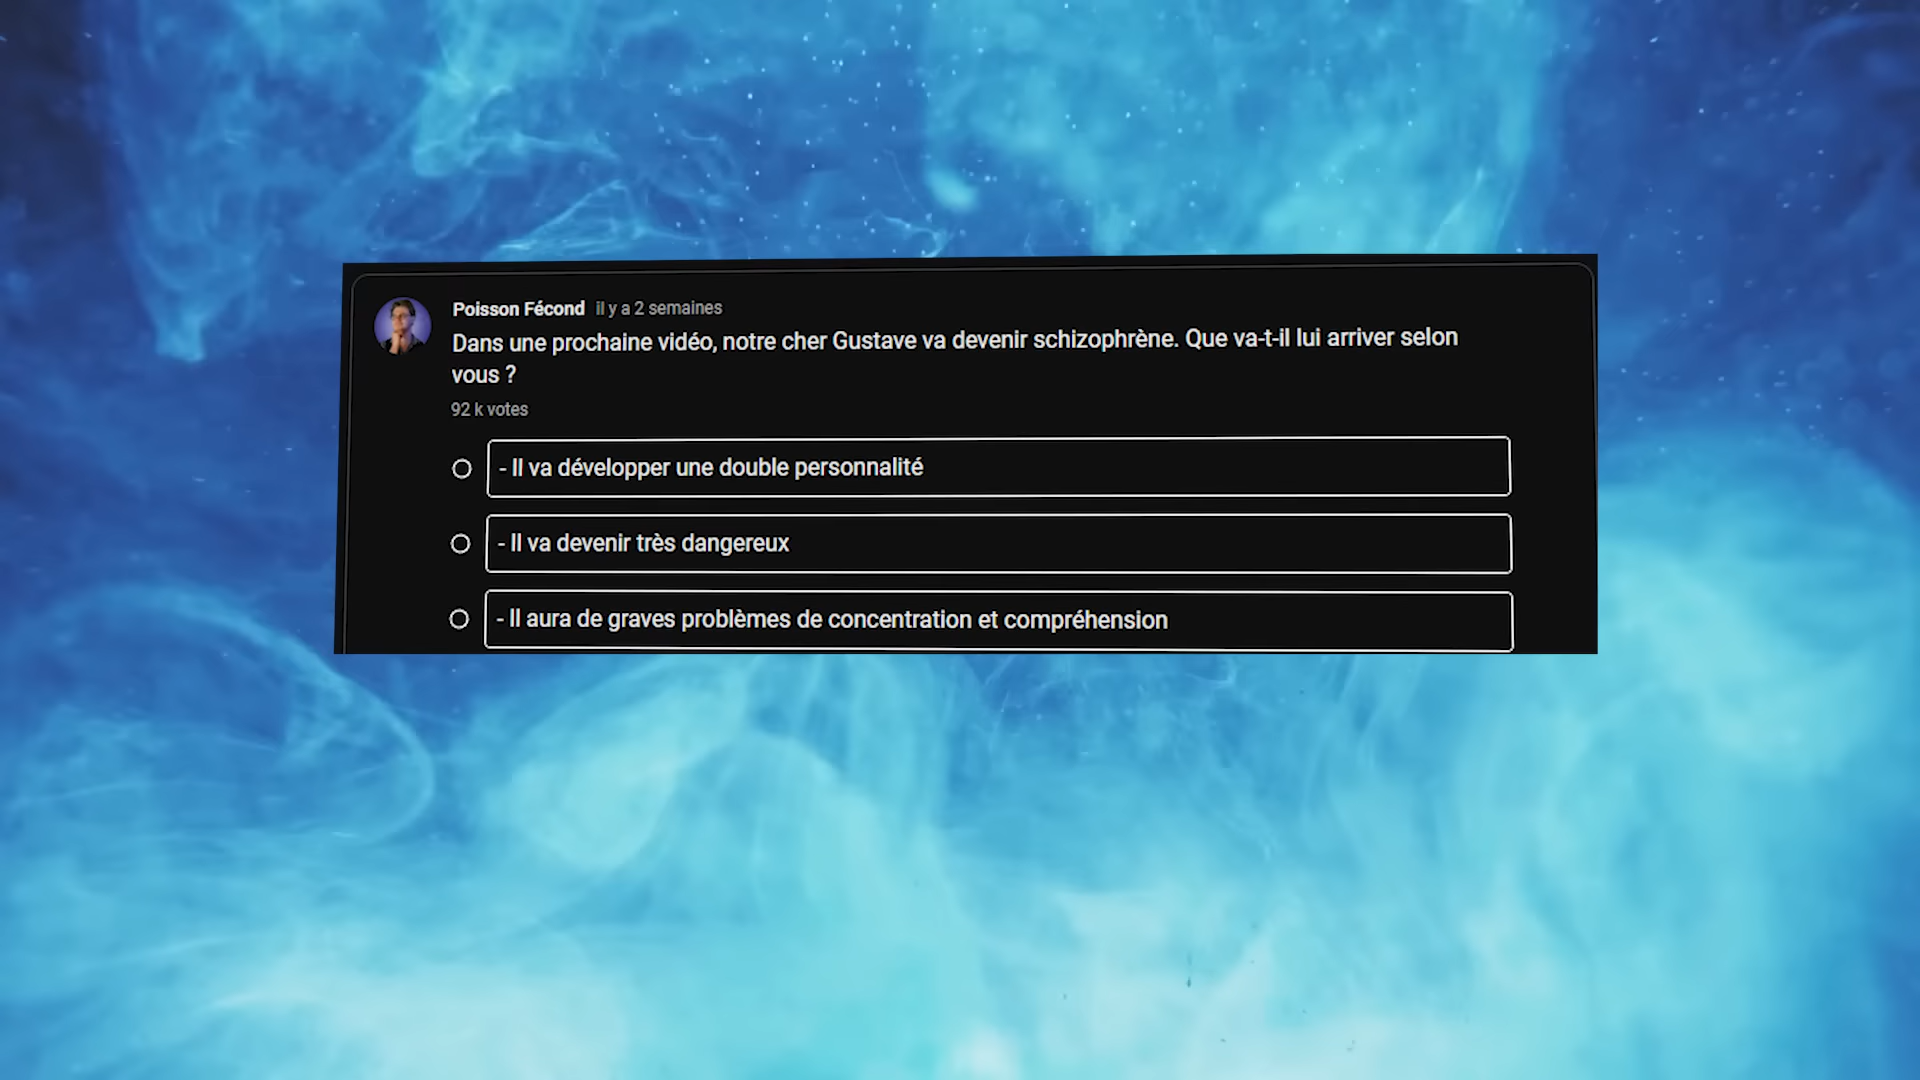 Poisson Fécond il y a 2 semaines
Dans une prochaine vidéo, notre cher Gustave va devenir schizophrène. Que va-t-il lui arriver selon
vous ?
92 k votes
- Il va développer une double personnalité
- Il va devenir très dangereux
- Il aura de graves problèmes de concentration et compréhension